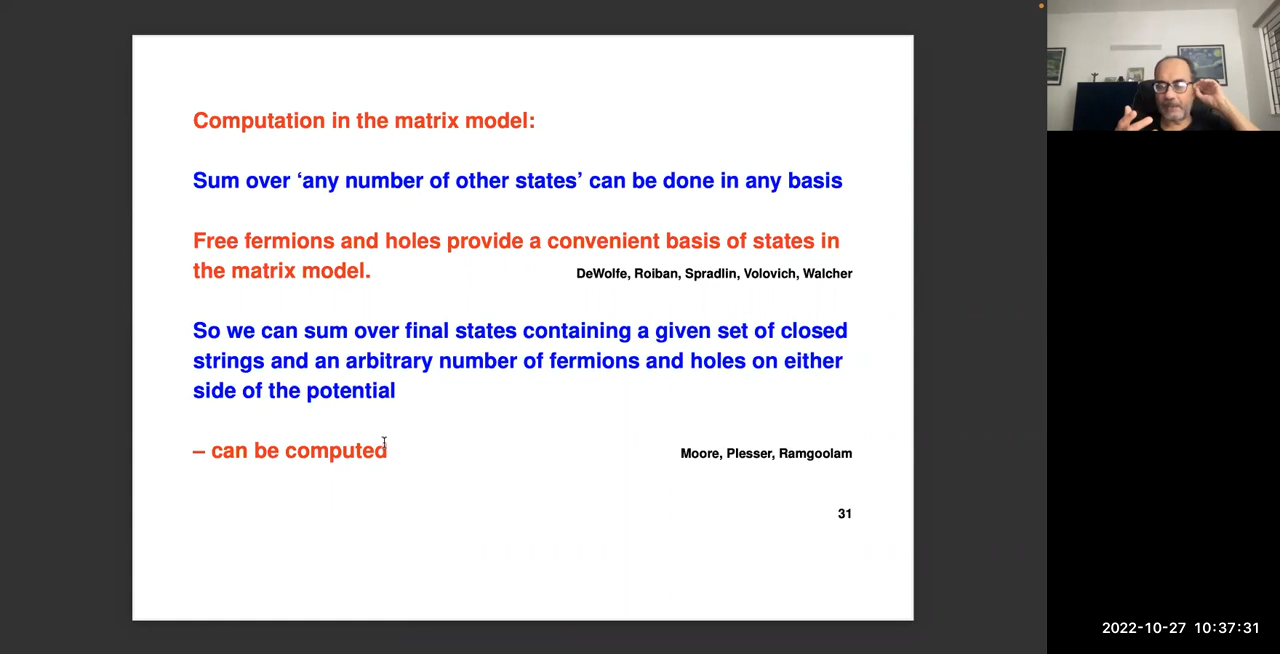 Computation in the matrix model:
Sum over ‘any number of other states’ can be done in any basis
Free fermions and holes provide a convenient basis of states in
the matrix model.
DeWolfe, Roiban, Spradlin, Volovich, Walcher
So we can sum over final states containing a given set of closed
strings and an arbitrary number of fermions and holes on either
side of the potential
– can be computed
Moore, Plesser, Ramgoolam
31
2022-10-27 10:37:31